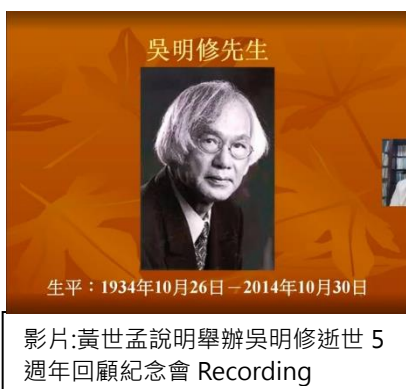 吳明修先生
生平：1934年10月26日－2014年10月30日
影片:黃世孟說明舉辦吳明修逝世 5
週年回顧紀念會 Recording